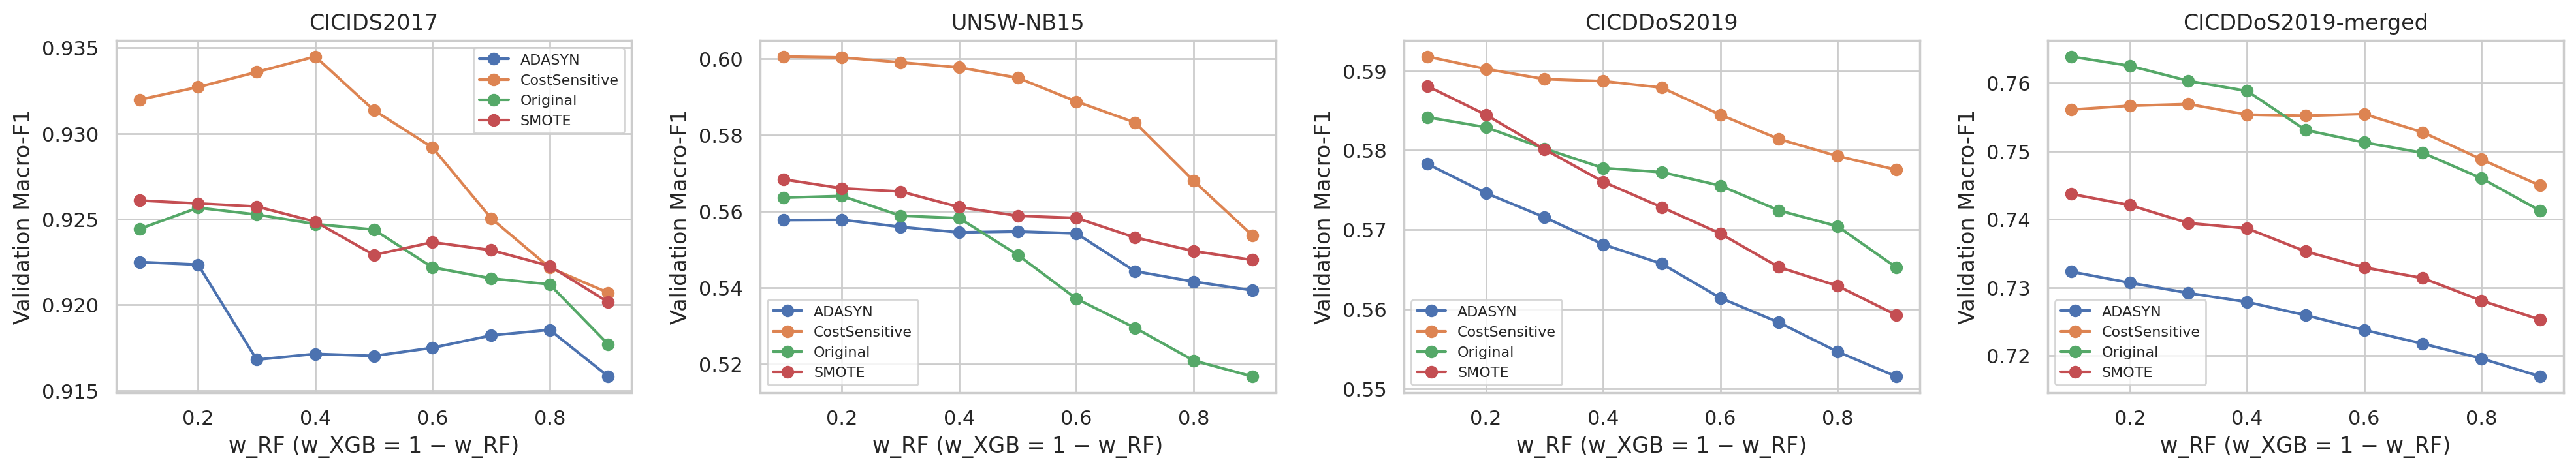 CICIDS2017
Validation Macro-F1
0.935
0.930
0.925
0.920
0.915
ADASYN
CostSensitive
Original
SMOTE
0.2 0.4 0.6 0.8
w_RF (w_XGB = 1 − w_RF)
UNSW-NB15
Validation Macro-F1
0.60
0.58
0.56
0.54
0.52
ADASYN
CostSensitive
Original
SMOTE
0.2 0.4 0.6 0.8
w_RF (w_XGB = 1 − w_RF)
CICDDoS2019
Validation Macro-F1
0.59
0.58
0.57
0.56
0.55
ADASYN
CostSensitive
Original
SMOTE
0.2 0.4 0.6 0.8
w_RF (w_XGB = 1 − w_RF)
CICDDoS2019-merged
Validation Macro-F1
0.76
0.75
0.74
0.73
0.72
ADASYN
CostSensitive
Original
SMOTE
0.2 0.4 0.6 0.8
w_RF (w_XGB = 1 − w_RF)